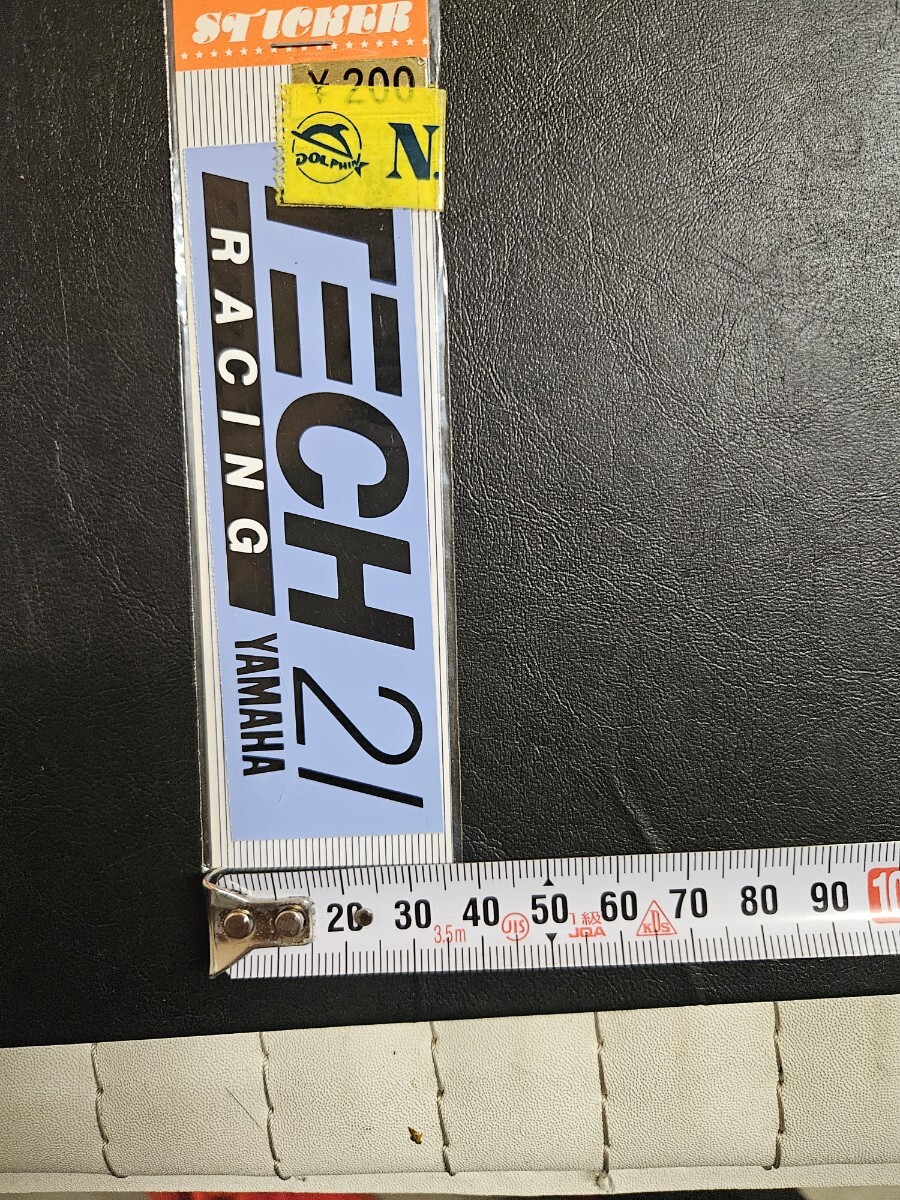 STICKER
¥200
DOLPHIN
N.
TECH 21
RACING
YAMAHA
20 30 40 50 60 70 80 90 10
3.5m JIS 1級 JQA KDS